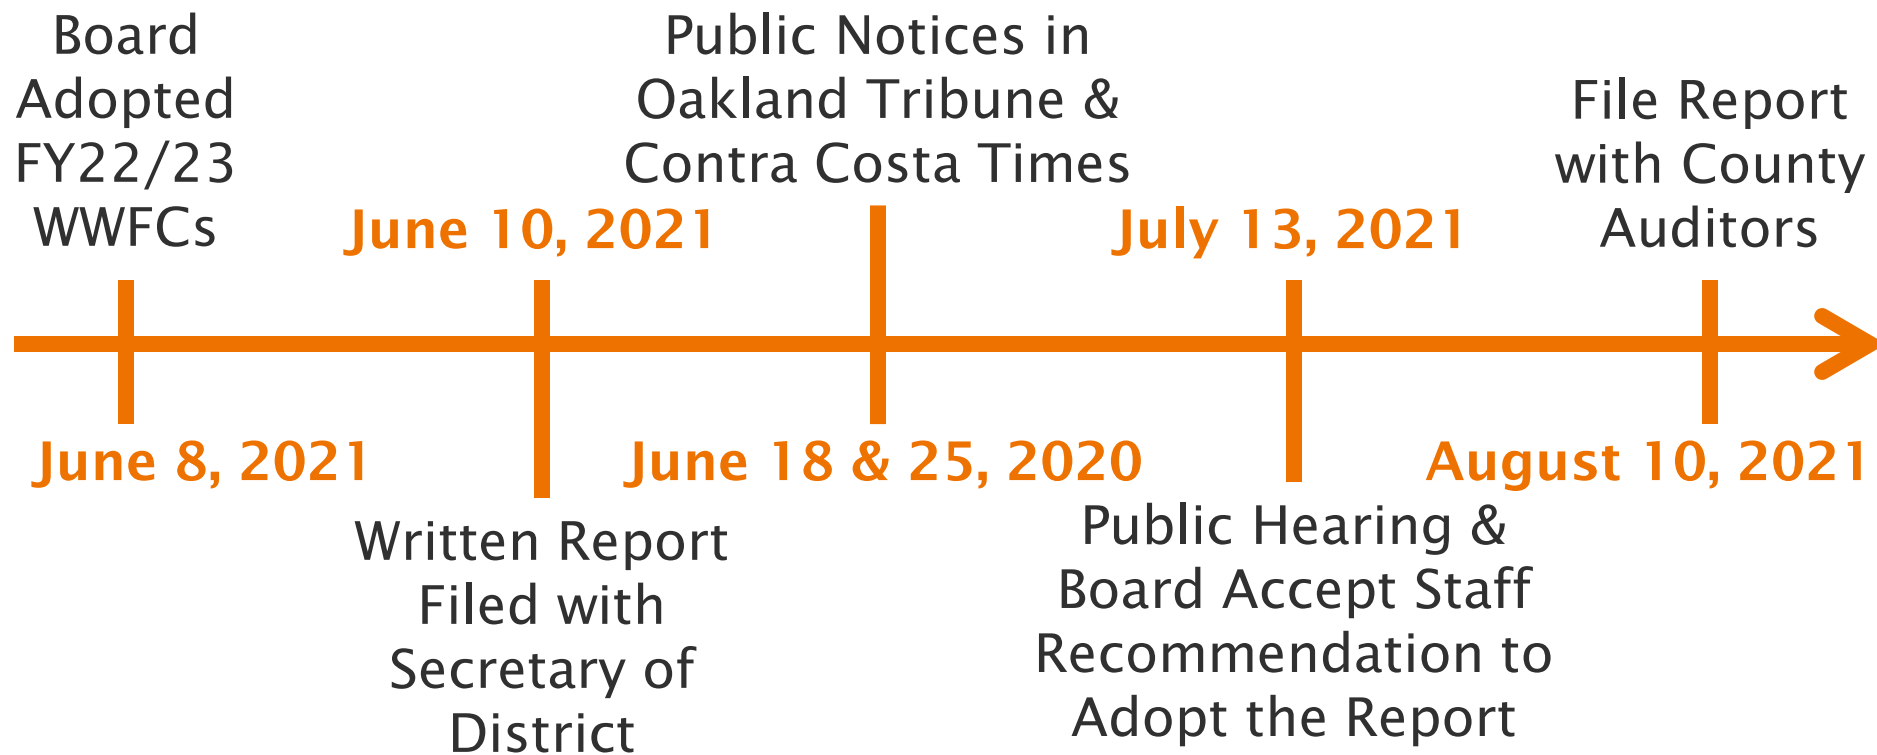 Board
Adopted
FY22/23
WWFCs
June 8, 2021
June 10, 2021
Written Report
Filed with
Secretary of
District
Public Notices in
Oakland Tribune &
Contra Costa Times
June 18 & 25, 2020
July 13, 2021
Public Hearing &
Board Accept Staff
Recommendation to
Adopt the Report
File Report
with County
Auditors
August 10, 2021